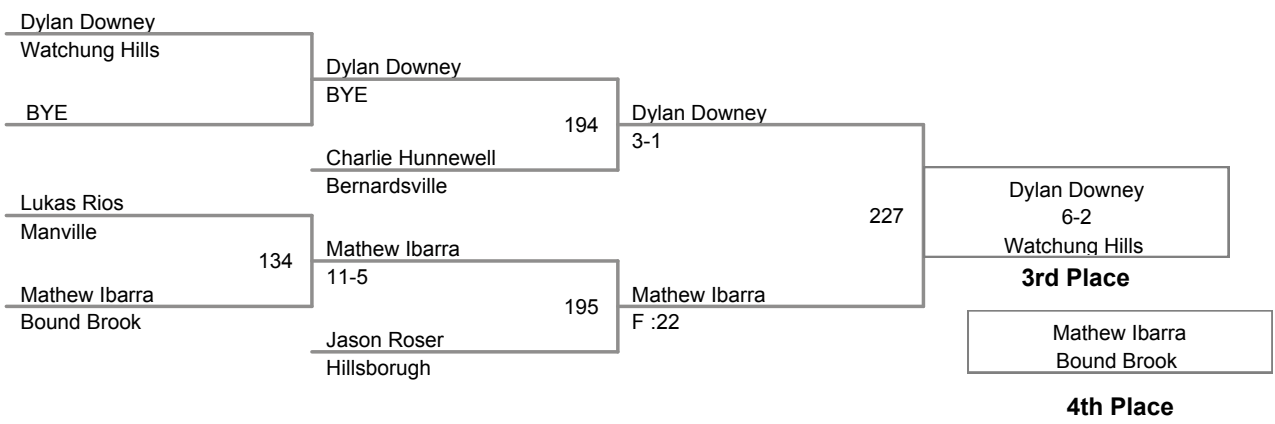 Dylan Downey
Watchung Hills
BYE
Lukas Rios
Manville
134
Mathew Ibarra
Bound Brook
Dylan Downey
BYE
194
Charlie Hunnewell
Bernardsville
Mathew Ibarra
11-5
195
Jason Roser
Hillsborugh
Dylan Downey
3-1
227
Mathew Ibarra
F :22
Dylan Downey
6-2
Watchung Hills
3rd Place
Mathew Ibarra
Bound Brook
4th Place